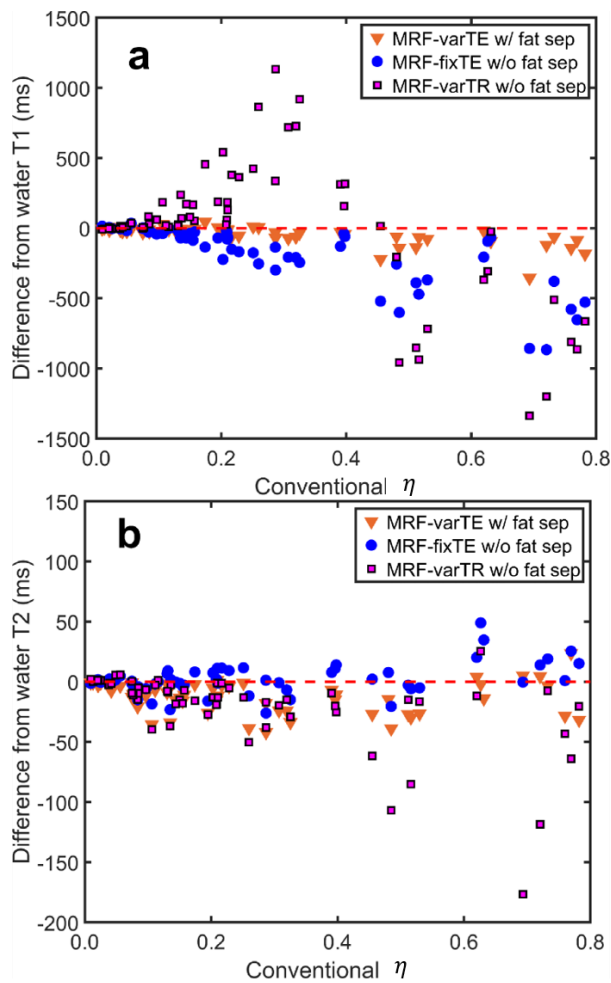 a
MRF-varTE w/ fat sep
MRF-fixTE w/o fat sep
MRF-varTR w/o fat sep
Difference from water T1 (ms)
1500
1000
500
0
-500
-1000
-1500
0.0 0.2 0.4 0.6 0.8
Conventional η
b
MRF-varTE w/ fat sep
MRF-fixTE w/o fat sep
MRF-varTR w/o fat sep
Difference from water T2 (ms)
150
100
50
0
-50
-100
-150
-200
0.0 0.2 0.4 0.6 0.8
Conventional η